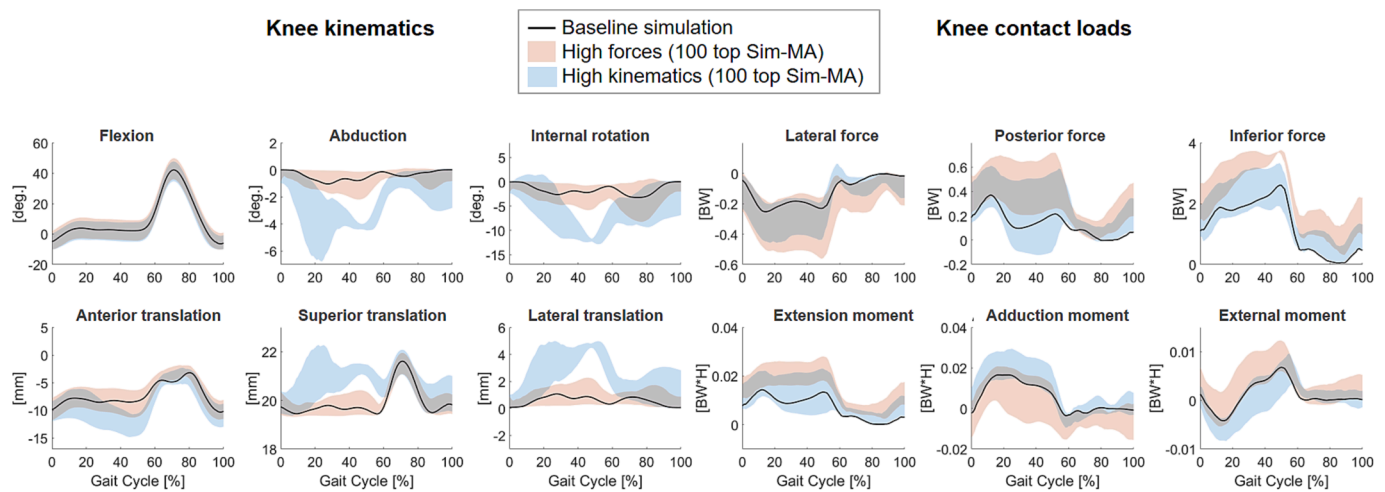 Knee kinematics
Baseline simulation
High forces (100 top Sim-MA)
High kinematics (100 top Sim-MA)
Knee contact loads
Flexion
Abduction
Internal rotation
Lateral force
Posterior force
Inferior force
[deg.]
60
40
20
0
-20
0 20 40 60 80 100
[deg.]
2
0
-2
-4
-6
0 20 40 60 80 100
[deg.]
5
0
-5
-10
-15
0 20 40 60 80 100
[BW]
0.2
-0.0
-0.2
-0.4
-0.6
0 20 40 60 80 100
[BW]
0.6
0.4
0.2
0
-0.2
0 20 40 60 80 100
[BW]
4
2
0
0 20 40 60 80 100
Anterior translation
Superior translation
Lateral translation
Extension moment
Adduction moment
External moment
[mm]
5
0
-5
-10
-15
0 20 40 60 80 100
Gait Cycle [%]
[mm]
22
20
18
0 20 40 60 80 100
Gait Cycle [%]
[mm]
6
4
2
0
-2
0 20 40 60 80 100
Gait Cycle [%]
[BW*H]
0.04
0.02
0
0 20 40 60 80 100
Gait Cycle [%]
[BW*H]
0.04
0.02
0
-0.02
0 20 40 60 80 100
Gait Cycle [%]
[BW*H]
0.01
0
-0.01
0 20 40 60 80 100
Gait Cycle [%]